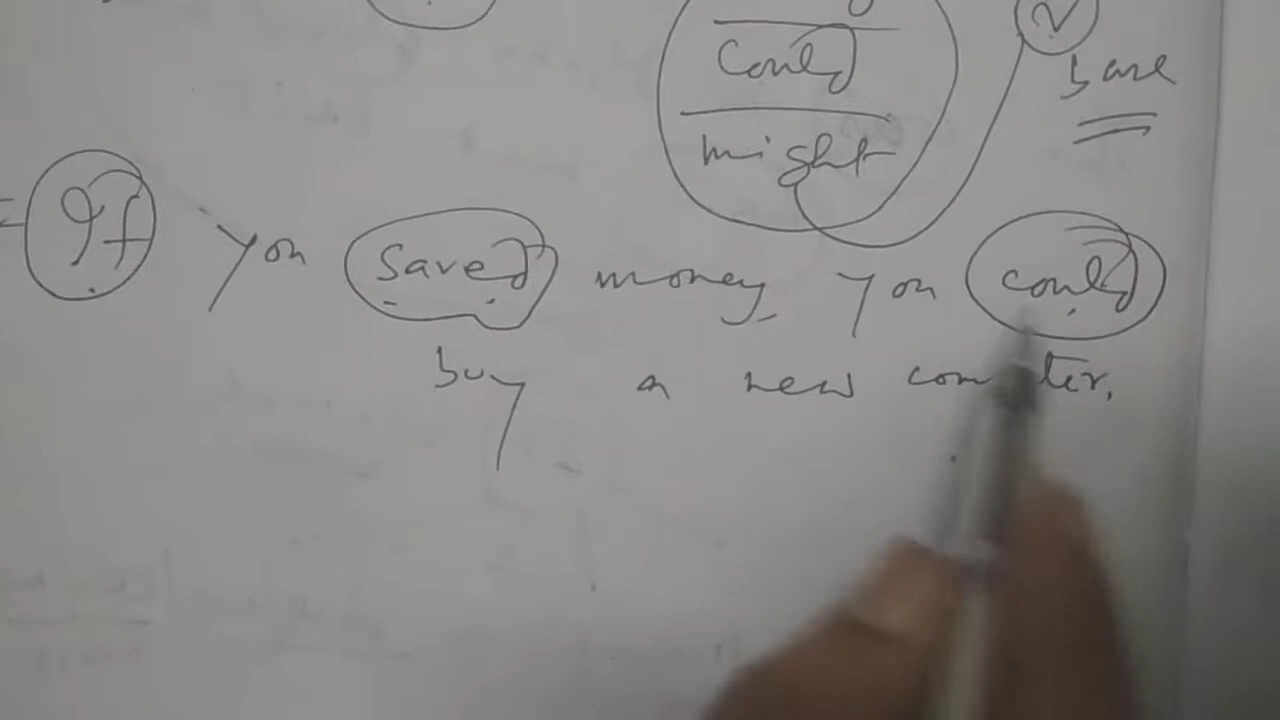 could
base
might
If you saved money, you could
buy a new computer.